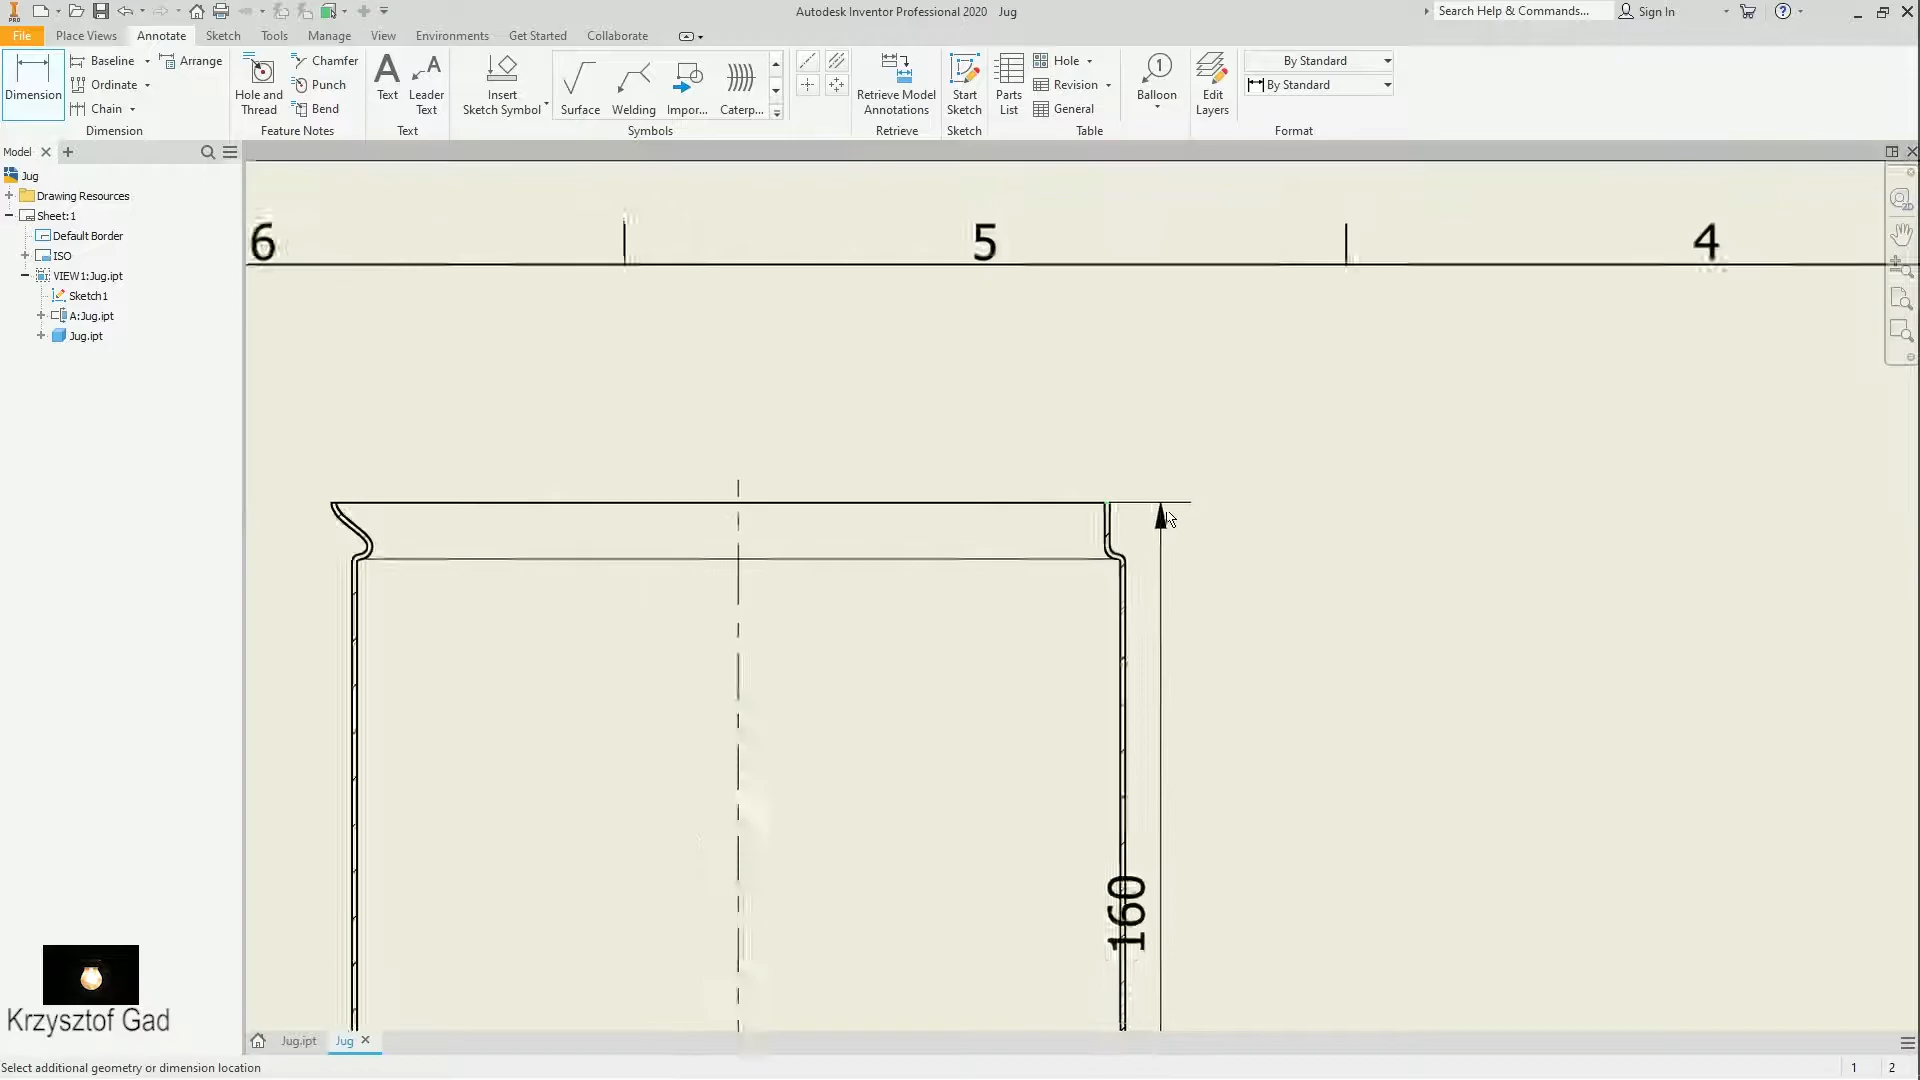 Autodesk Inventor Professional 2020 Jug
Search Help & Commands...
Sign In
PRO
File Place Views Annotate Sketch Tools Manage View Environments Get Started Collaborate
Dimension
Baseline
Ordinate
Chain
Arrange
Dimension
Hole and
Thread
Chamfer
Punch
Bend
Feature Notes
Text
Leader
Text
Text
Insert
Sketch Symbol
Surface
Welding
Impor...
Caterp...
Symbols
Retrieve Model
Annotations
Retrieve
Start
Sketch
Sketch
Parts
List
Hole
Revision
General
Table
Balloon
Edit
Layers
By Standard
By Standard
Format
Model
Jug
Drawing Resources
Sheet:1
Default Border
ISO
VIEW1:Jug.ipt
Sketch1
A:Jug.ipt
Jug.ipt
6 5 4
160
Krzysztof Gad
Jug.ipt Jug
Select additional geometry or dimension location
1 2